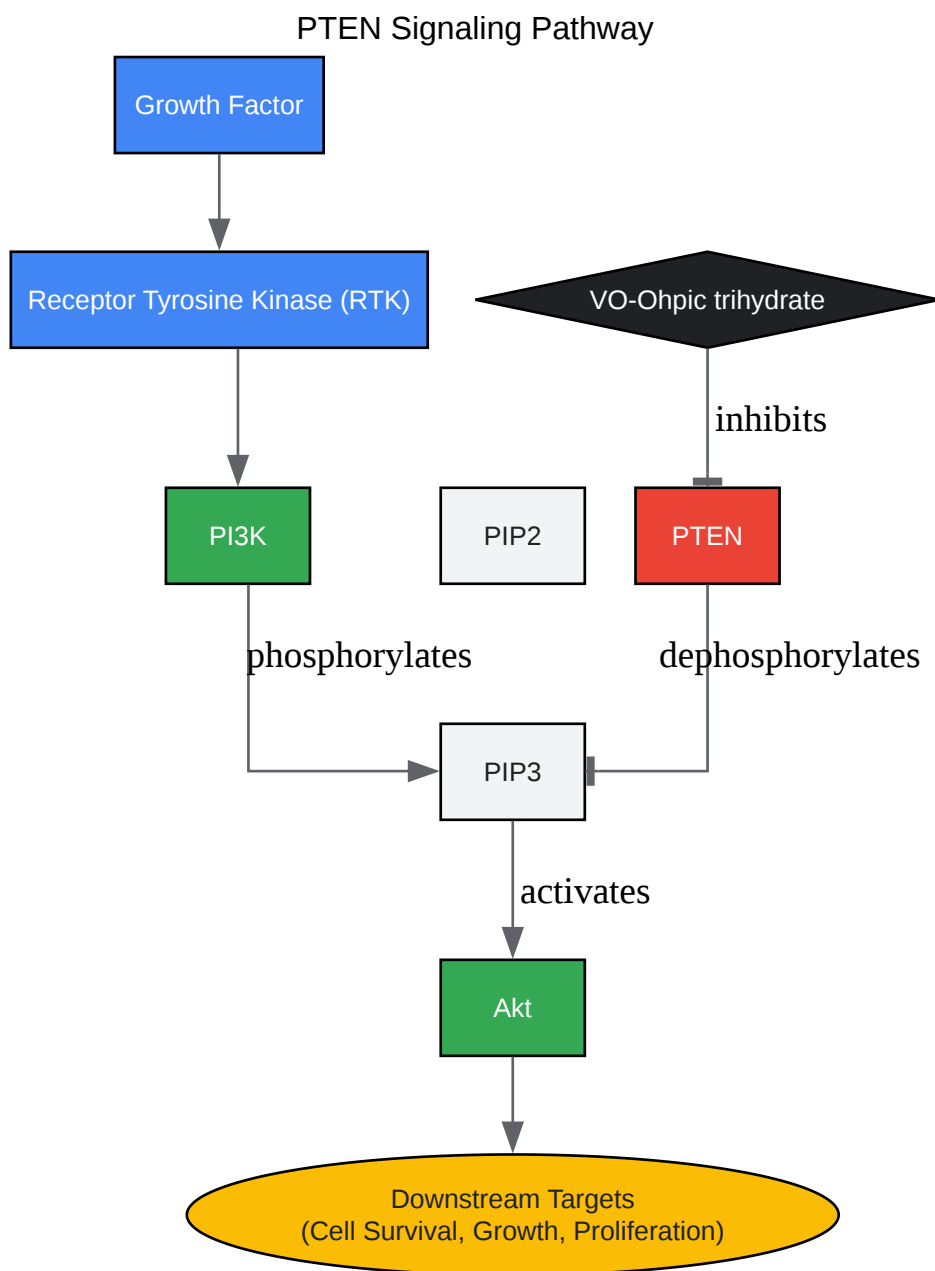 PTEN Signaling Pathway
Growth Factor
Receptor Tyrosine Kinase (RTK)
VO-Ohpic trihydrate
inhibits
PI3K
PIP2
PTEN
phosphorylates
dephosphorylates
PIP3
activates
Akt
Downstream Targets
(Cell Survival, Growth, Proliferation)